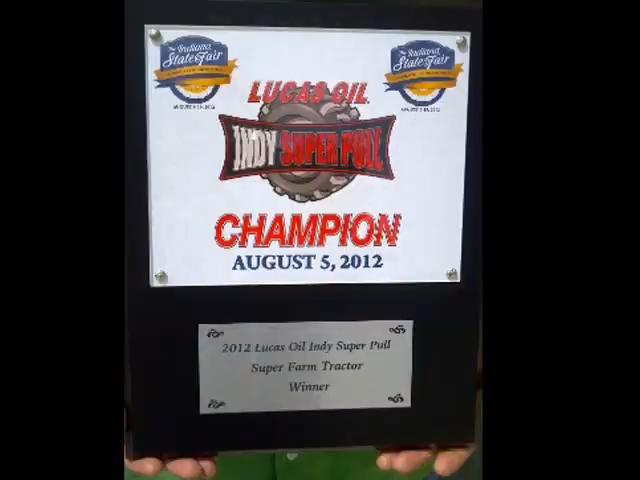 The Indiana State Fair
The Indiana State Fair
LUCAS OIL
INDY SUPER PULL
CHAMPION
AUGUST 5, 2012
2012 Lucas Oil Indy Super Pull
Super Farm Tractor
Winner